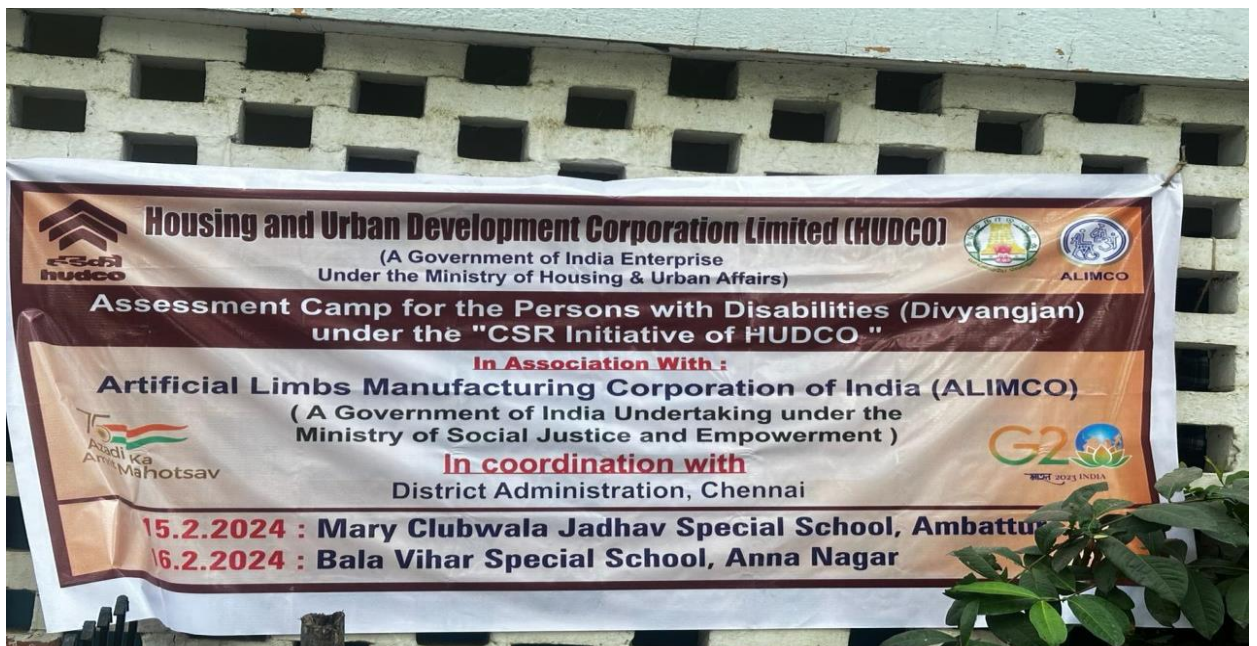 Housing and Urban Development Corporation Limited (HUDCO)
(A Government of India Enterprise
Under the Ministry of Housing & Urban Affairs)
हडको
hudco
ALIMCO
Assessment Camp for the Persons with Disabilities (Divyangjan)
under the "CSR Initiative of HUDCO "
In Association With :
Artificial Limbs Manufacturing Corporation of India (ALIMCO)
( A Government of India Undertaking under the
Ministry of Social Justice and Empowerment )
75
Azadi Ka
Amrit Mahotsav
G20
भारत 2023 INDIA
In coordination with
District Administration, Chennai
15.2.2024 : Mary Clubwala Jadhav Special School, Ambattur
16.2.2024 : Bala Vihar Special School, Anna Nagar